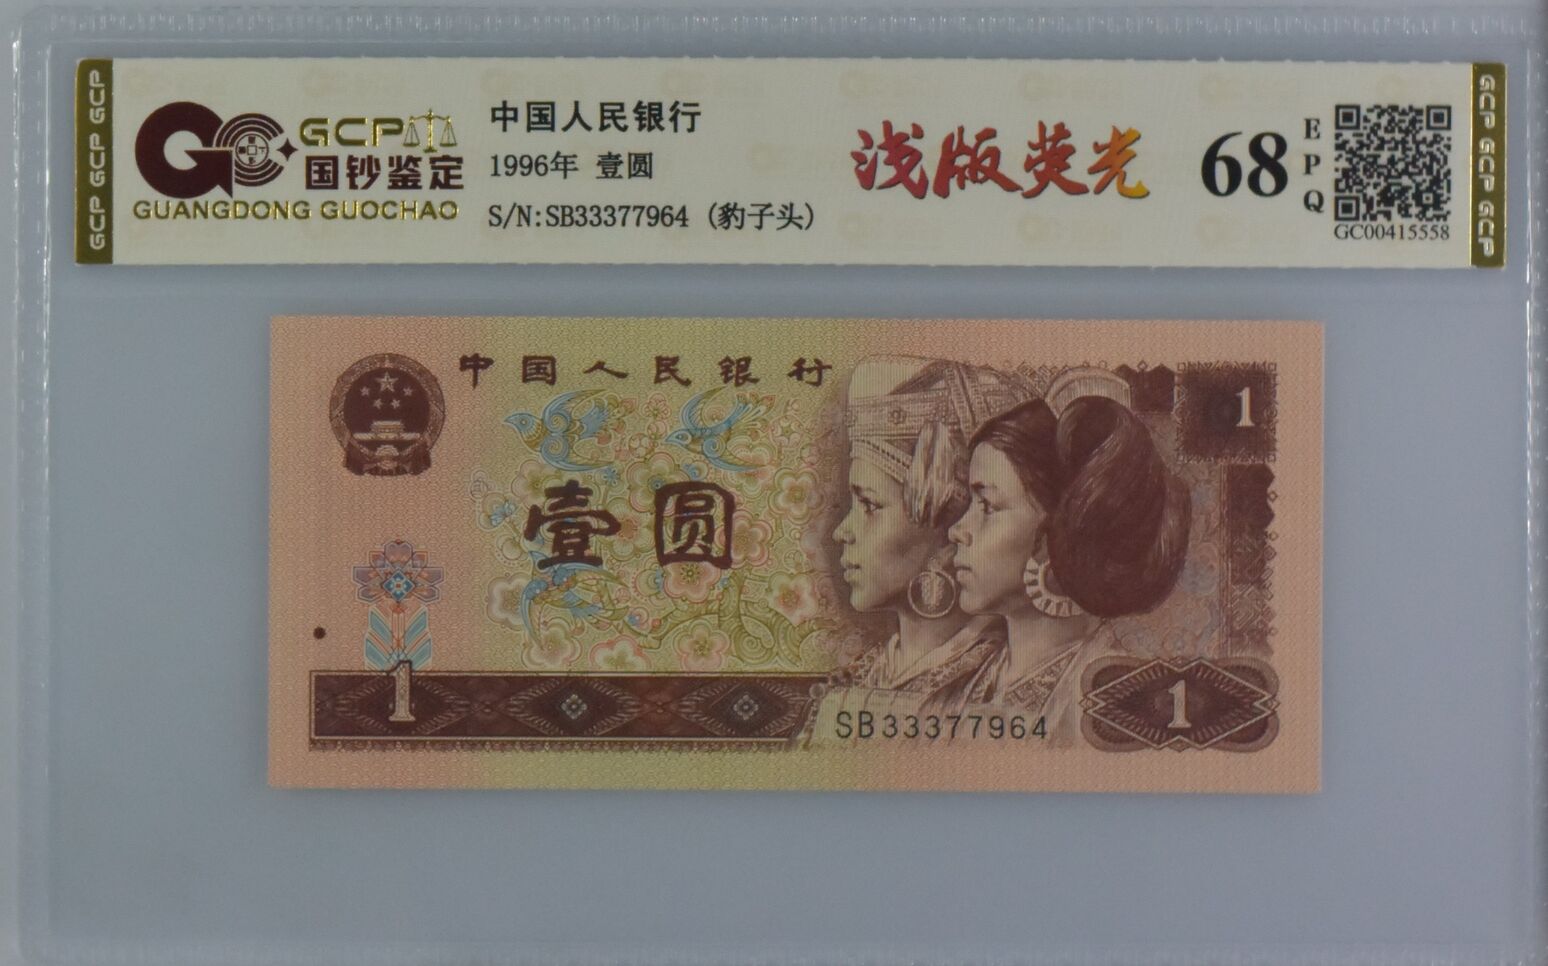 GCP GCP GCP
GCP
国钞鉴定
GUANGDONG GUOCHAO
中国人民银行
1996年 壹圆
S/N:SB33377964 (豹子头)
浅版荧光
68
EPQ
GC00415558
GCP GCP GCP
中国人民银行
1
壹圆
1
SB33377964
1